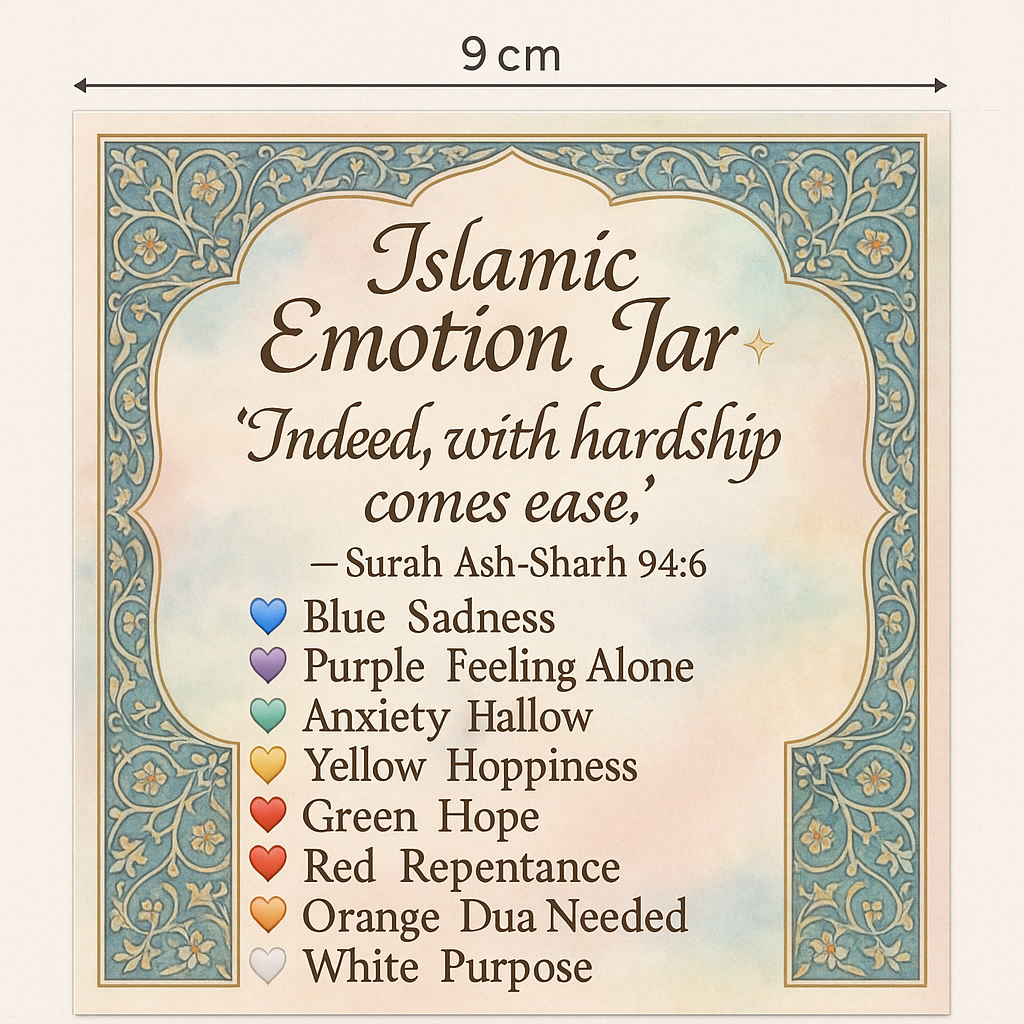 9 cm
Islamic
Emotion Jar
‘Indeed, with hardship
comes ease,’
– Surah Ash-Sharh 94:6
💙 Blue Sadness
💜 Purple Feeling Alone
💚 Anxiety Hallow
💛 Yellow Hoppiness
❤️ Green Hope
❤️ Red Repentance
🧡 Orange Dua Needed
🤍 White Purpose